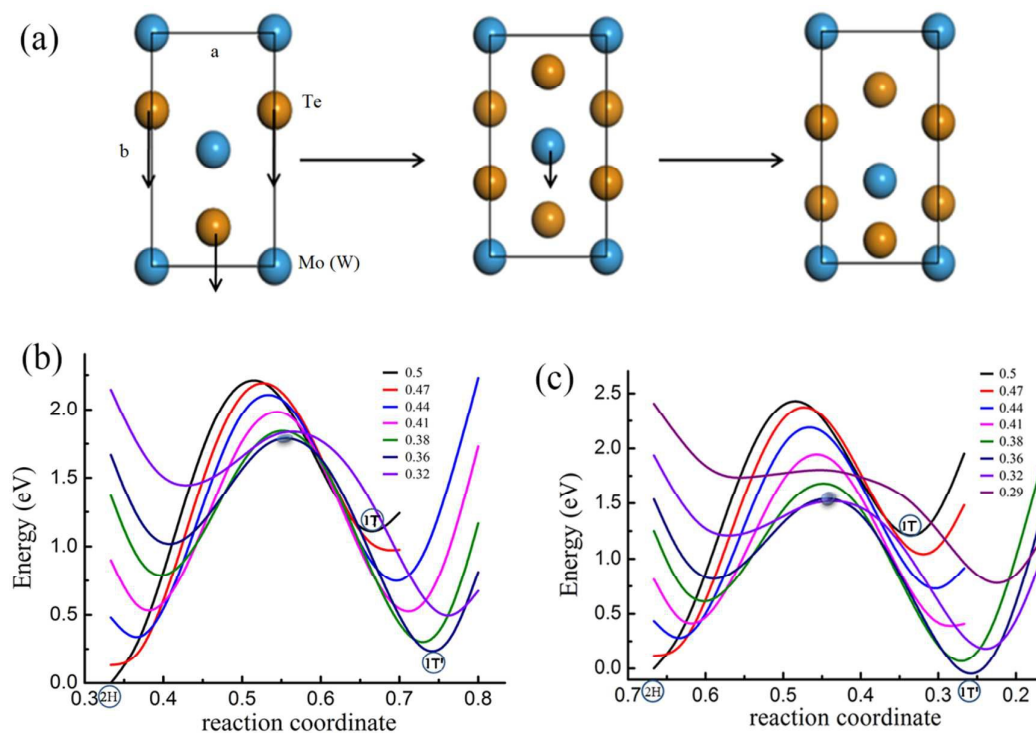 (a)
a
Te
b
Mo (W)
(b)
Energy (eV)
2.0
1.5
1.0
0.5
0.0
0.3
0.4
0.5
0.6
0.7
0.8
reaction coordinate
0.5
0.47
0.44
0.41
0.38
0.36
0.32
2H
1T
1T'
(c)
Energy (eV)
2.5
2.0
1.5
1.0
0.5
0.0
0.7
0.6
0.5
0.4
0.3
0.2
reaction coordinate
0.5
0.47
0.44
0.41
0.38
0.36
0.32
0.29
2H
1T
1T'